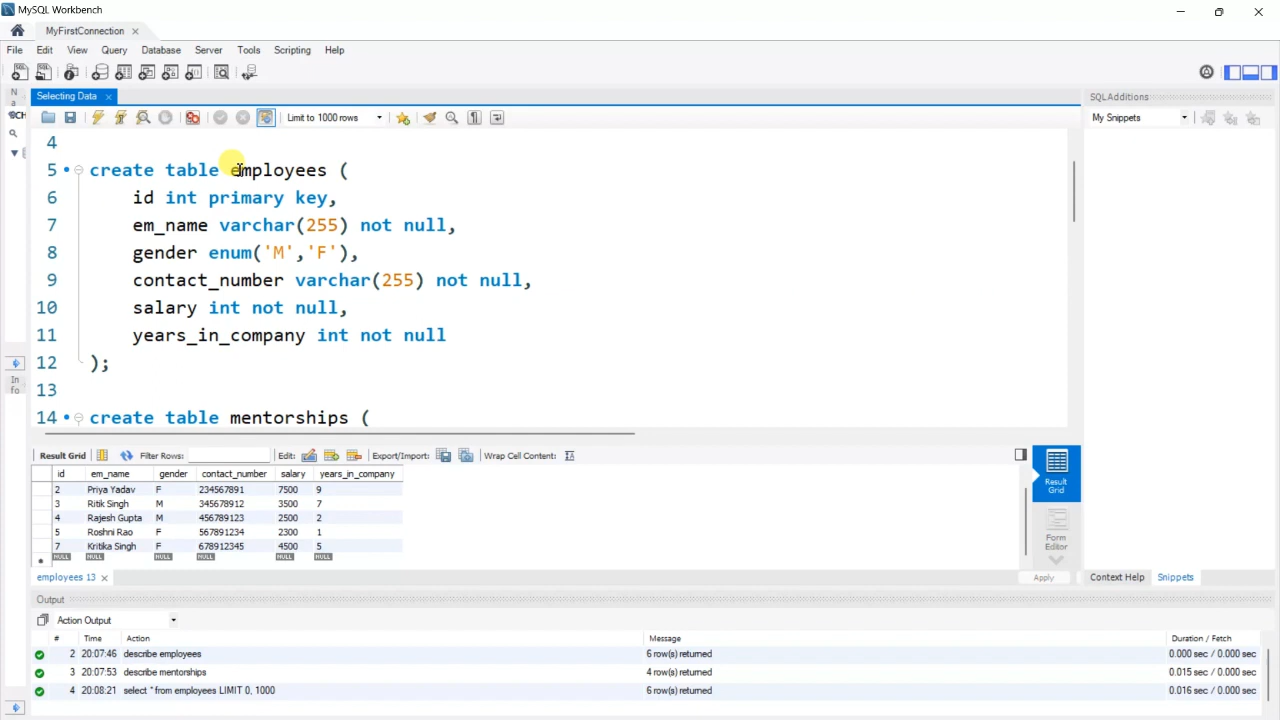 MySQL Workbench
MyFirstConnection
File Edit View Query Database Server Tools Scripting Help
Selecting Data
SQLAdditions
Limit to 1000 rows
My Snippets
4
5 create table employees (
6 id int primary key,
7 em_name varchar(255) not null,
8 gender enum('M','F'),
9 contact_number varchar(255) not null,
10 salary int not null,
11 years_in_company int not null
12 );
13
14 create table mentorships (
Result Grid Filter Rows: Edit: Export/Import: Wrap Cell Content:
id em_name gender contact_number salary years_in_company
2 Priya Yadav F 234567891 7500 9
3 Ritik Singh M 345678912 3500 7
4 Rajesh Gupta M 456789123 2500 2
5 Roshni Rao F 567891234 2300 1
7 Kritika Singh F 678912345 4500 5
NULL NULL NULL NULL NULL NULL
Result
Grid
Form
Editor
employees 13 Apply
Context Help Snippets
Output
Action Output
# Time Action Message Duration / Fetch
2 20:07:46 describe employees 6 row(s) returned 0.000 sec / 0.000 sec
3 20:07:53 describe mentorships 4 row(s) returned 0.015 sec / 0.000 sec
4 20:08:21 select * from employees LIMIT 0, 1000 6 row(s) returned 0.016 sec / 0.000 sec